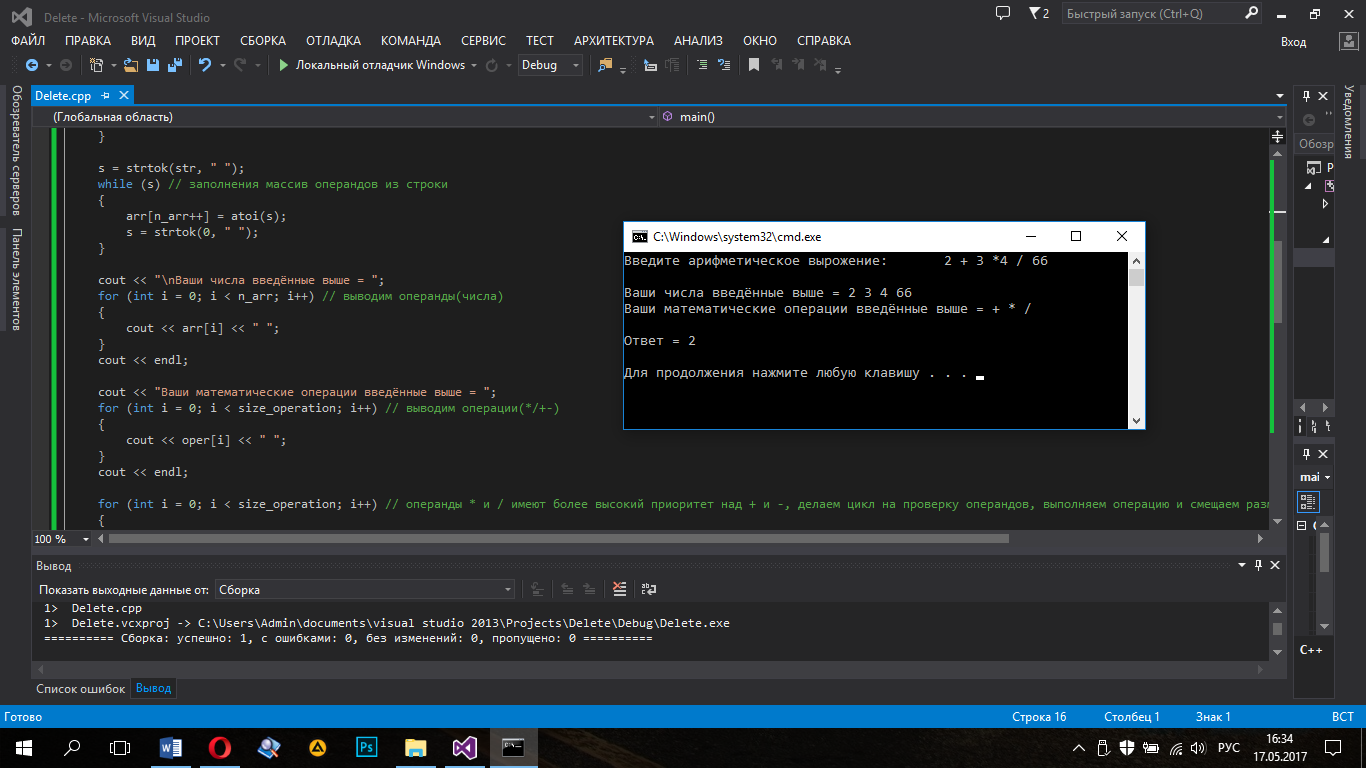 Delete - Microsoft Visual Studio
2
Быстрый запуск (Ctrl+Q)
ФАЙЛ ПРАВКА ВИД ПРОЕКТ СБОРКА ОТЛАДКА КОМАНДА СЕРВИС ТЕСТ АРХИТЕКТУРА АНАЛИЗ ОКНО СПРАВКА
Вход
Локальный отладчик Windows Debug
Обозреватель серверов
Панель элементов
Delete.cpp
(Глобальная область) main()
}
s = strtok(str, " ");
while (s) // заполнения массив операндов из строки
{
arr[n_arr++] = atoi(s);
s = strtok(0, " ");
}
cout << "\nВаши числа введённые выше = ";
for (int i = 0; i < n_arr; i++) // выводим операнды(числа)
{
cout << arr[i] << " ";
}
cout << endl;
cout << "Ваши математические операции введённые выше = ";
for (int i = 0; i < size_operation; i++) // выводим операции(*/+-)
{
cout << oper[i] << " ";
}
cout << endl;
for (int i = 0; i < size_operation; i++) // операнды * и / имеют более высокий приоритет над + и -, делаем цикл на проверку операндов, выполняем операцию и смещаем
{
100 %
C:\Windows\system32\cmd.exe
Введите арифметическое вырожение: 2 + 3 *4 / 66
Ваши числа введённые выше = 2 3 4 66
Ваши математические операции введённые выше = + * /
Ответ = 2
Для продолжения нажмите любую клавишу . . .
Уведомления
Обозр
Р
mai
C++
Вывод
Показать выходные данные от: Сборка
1> Delete.cpp
1> Delete.vcxproj -> C:\Users\Admin\documents\visual studio 2013\Projects\Delete\Debug\Delete.exe
========== Сборка: успешно: 1, с ошибками: 0, без изменений: 0, пропущено: 0 ==========
Список ошибок Вывод
Готово Строка 16 Столбец 1 Знак 1 ВСТ
W Ps C:\. РУС
16:34
17.05.2017